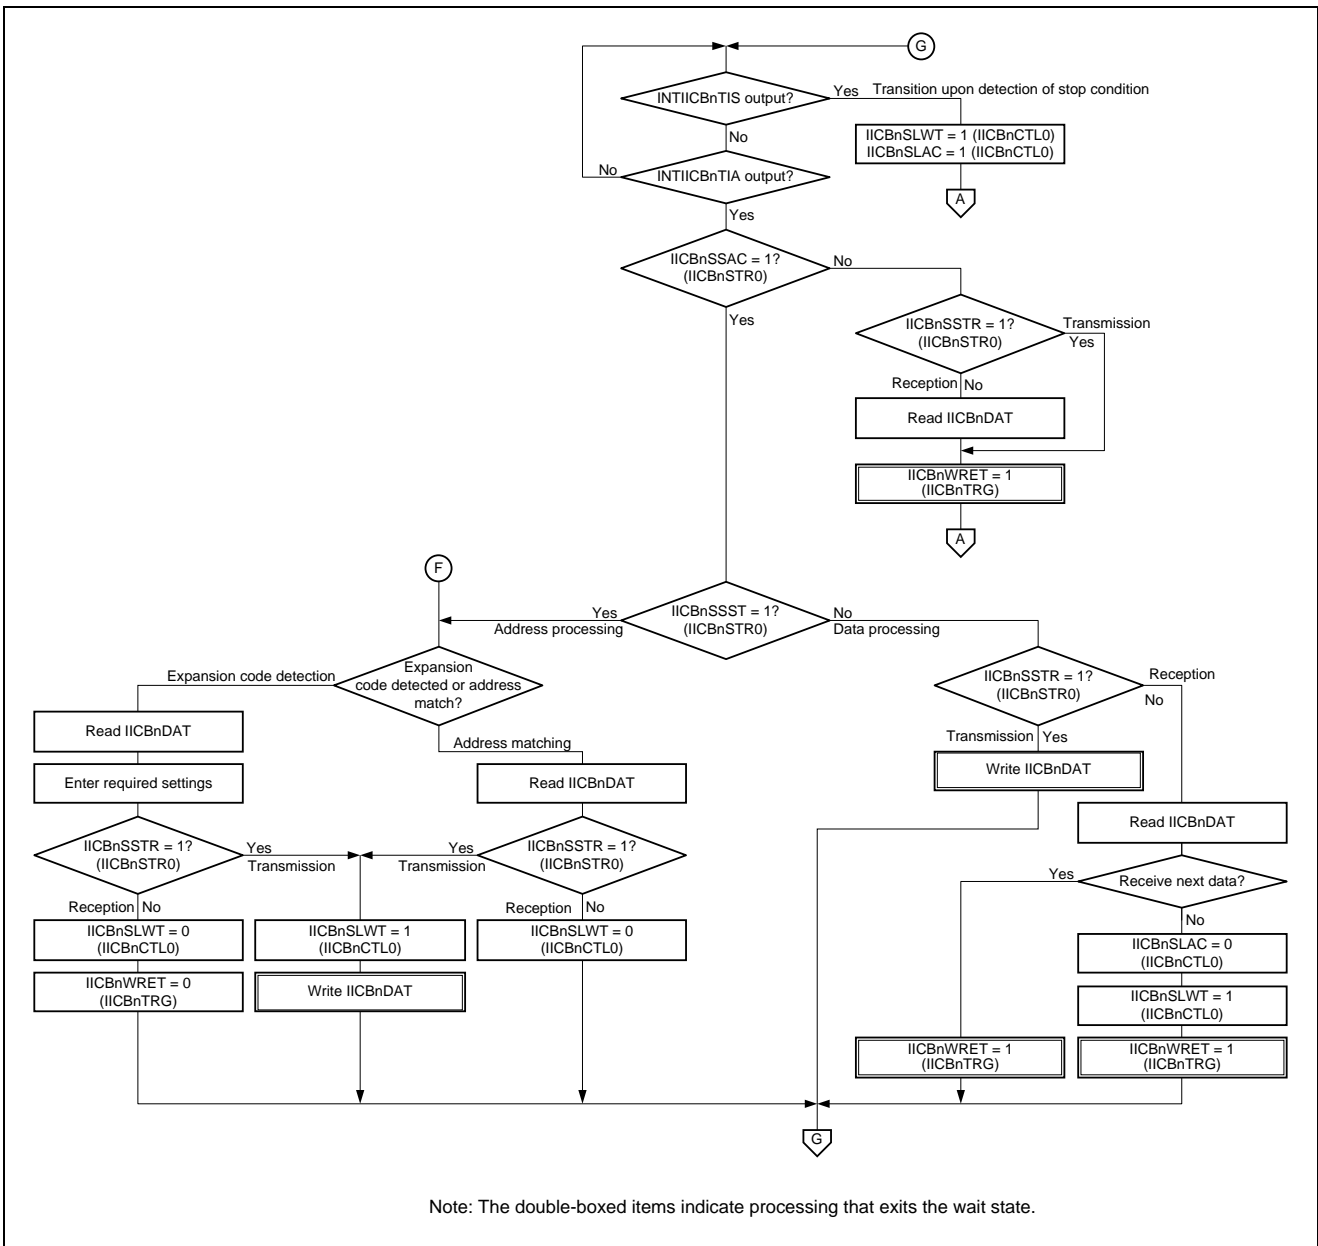 G
INTIICBnTIS output?
Yes
Transition upon detection of stop condition
IICBnSLWT = 1 (IICBnCTL0)
IICBnSLAC = 1 (IICBnCTL0)
A
No
INTIICBnTIA output?
No
Yes
IICBnSSAC = 1?
(IICBnSTR0)
No
Yes
IICBnSSTR = 1?
(IICBnSTR0)
Transmission
Yes
Reception
No
Read IICBnDAT
IICBnWRET = 1
(IICBnTRG)
A
F
IICBnSSST = 1?
(IICBnSTR0)
Yes
Address processing
No
Data processing
Expansion
code detected or address
match?
Expansion code detection
Read IICBnDAT
Enter required settings
IICBnSSTR = 1?
(IICBnSTR0)
Yes
Transmission
Reception
No
IICBnSLWT = 0
(IICBnCTL0)
IICBnWRET = 0
(IICBnTRG)
Address matching
Read IICBnDAT
IICBnSSTR = 1?
(IICBnSTR0)
Yes
Transmission
IICBnSLWT = 1
(IICBnCTL0)
Write IICBnDAT
Reception
No
IICBnSLWT = 0
(IICBnCTL0)
IICBnSSTR = 1?
(IICBnSTR0)
Reception
No
Transmission
Yes
Write IICBnDAT
Read IICBnDAT
Receive next data?
Yes
No
IICBnSLAC = 0
(IICBnCTL0)
IICBnSLWT = 1
(IICBnCTL0)
IICBnWRET = 1
(IICBnTRG)
IICBnWRET = 1
(IICBnTRG)
G
Note: The double-boxed items indicate processing that exits the wait state.